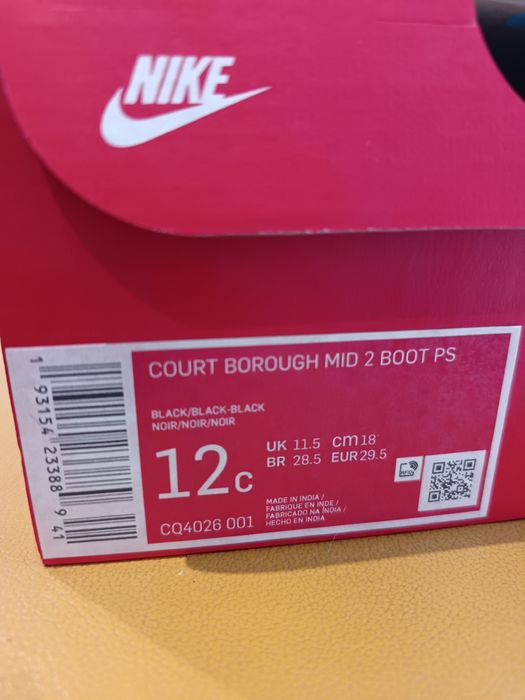 NIKE
COURT BOROUGH MID 2 BOOT PS
BLACK/BLACK-BLACK
NOIR/NOIR/NOIR
12c
UK 11.5 cm 18
BR 28.5 EUR 29.5
CQ4026 001
MADE IN INDIA /
FABRIQUE EN INDE /
FABRICADO NA ÍNDIA /
HECHO EN INDIA
1 93154 23388 9 41